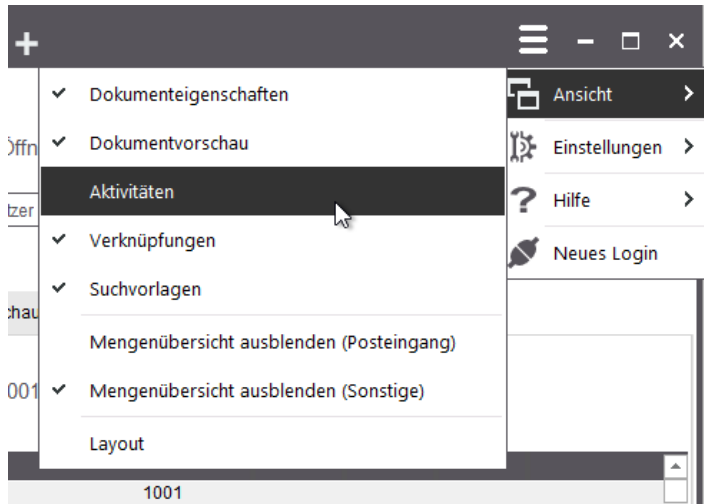 Dokumenteigenschaften
Ansicht
Dokumentvorschau
Einstellungen
Aktivitäten
Hilfe
Verknüpfungen
Neues Login
Suchvorlagen
Mengenübersicht ausblenden (Posteingang)
Mengenübersicht ausblenden (Sonstige)
Layout
1001